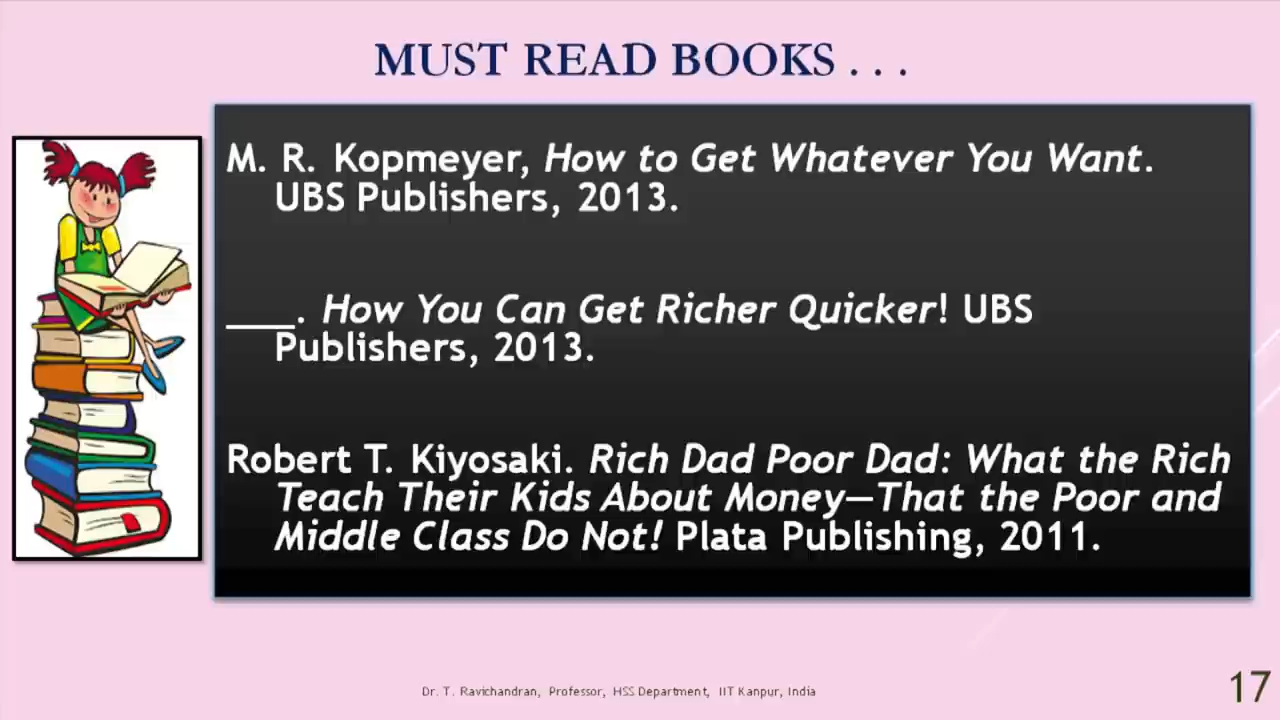 MUST READ BOOKS . . .
M. R. Kopmeyer, How to Get Whatever You Want.
UBS Publishers, 2013.
___. How You Can Get Richer Quicker! UBS
Publishers, 2013.
Robert T. Kiyosaki. Rich Dad Poor Dad: What the Rich
Teach Their Kids About Money—That the Poor and
Middle Class Do Not! Plata Publishing, 2011.
Dr. T. Ravichandran, Professor, HSS Department, IIT Kanpur, India
17